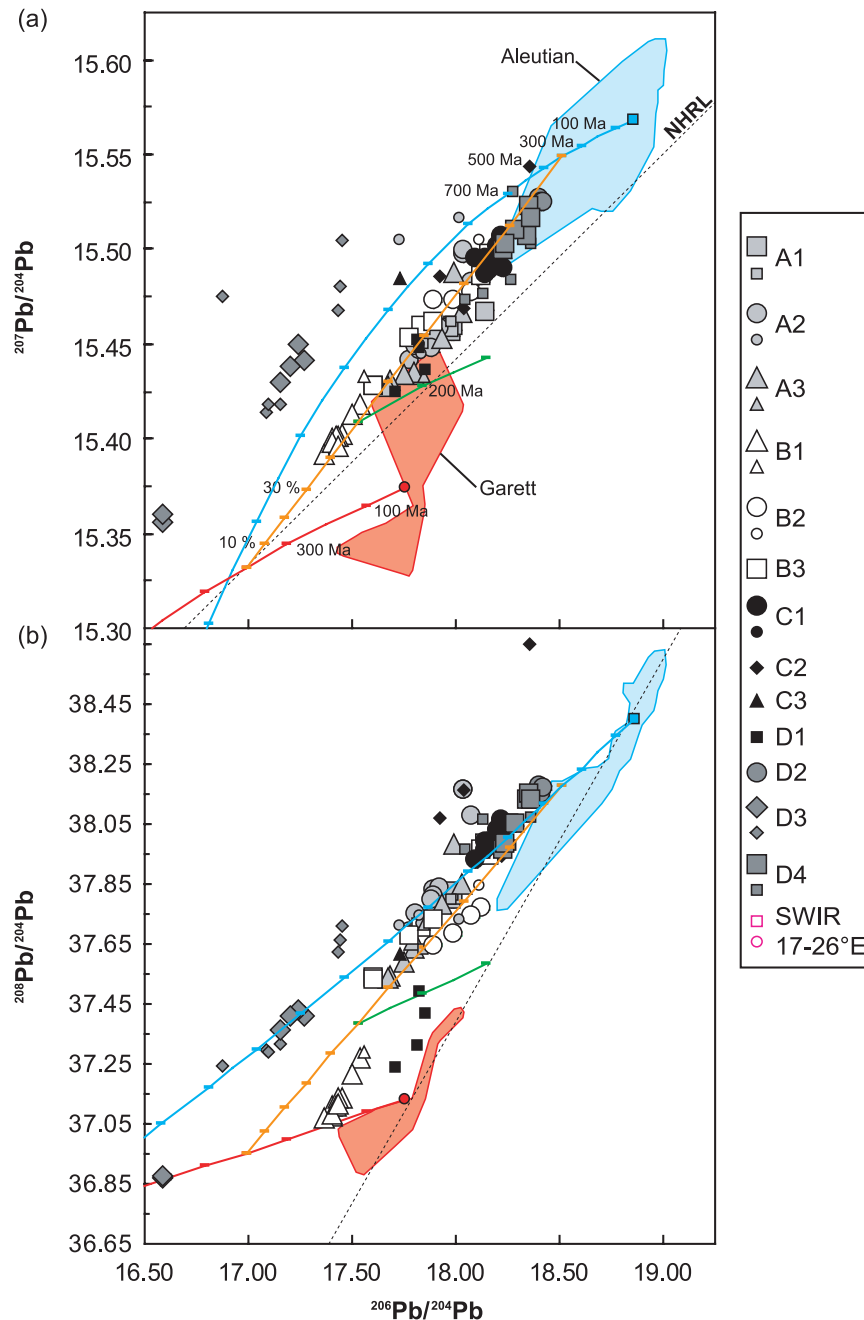 (a)
15.60
15.55
15.50
15.45
15.40
15.35
15.30
²⁰⁷Pb/²⁰⁴Pb
Aleutian
NHRL
100 Ma
300 Ma
500 Ma
700 Ma
200 Ma
Garett
30 %
100 Ma
10 %
300 Ma
(b)
38.45
38.25
38.05
37.85
37.65
37.45
37.25
37.05
36.85
36.65
²⁰⁸Pb/²⁰⁴Pb
16.50 17.00 17.50 18.00 18.50 19.00
²⁰⁶Pb/²⁰⁴Pb
A1
A2
A3
B1
B2
B3
C1
C2
C3
D1
D2
D3
D4
SWIR
17-26°E